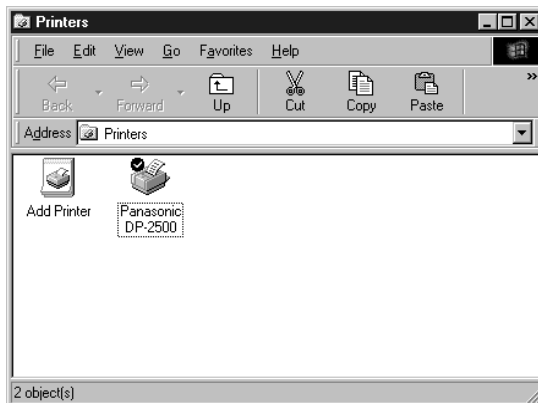 Printers
File Edit View Go Favorites Help
Back Forward Up Cut Copy Paste »
Address Printers
Add Printer
Panasonic
DP-2500
2 object(s)